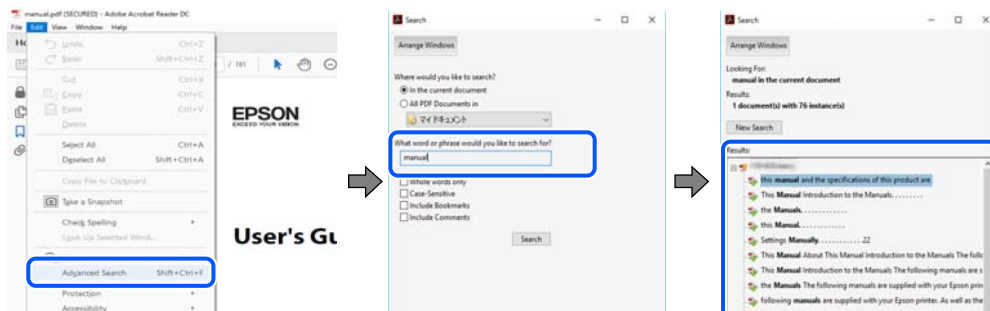 manual.pdf (SECURED) - Adobe Acrobat Reader DC
File Edit View Window Help
Undo Ctrl+Z
Redo Shift+Ctrl+Z
Cut Ctrl+X
Copy Ctrl+C
Paste Ctrl+V
Delete
Select All Ctrl+A
Deselect All Shift+Ctrl+A
Copy File to Clipboard
Take a Snapshot
Check Spelling
Look Up Selected Word...
Advanced Search Shift+Ctrl+F
Protection
Accessibility
/ 181
EPSON
EXCEED YOUR VISION
User's Gu
Search
Arrange Windows
Where would you like to search?
In the current document
All PDF Documents in
マイ ドキュメント
What word or phrase would you like to search for?
manual
Whole words only
Case-Sensitive
Include Bookmarks
Include Comments
Search
Search
Arrange Windows
Looking For:
manual in the current document
Results:
1 document(s) with 76 instance(s)
New Search
Results:
this manual and the specifications of this product are
This Manual Introduction to the Manuals. . . . . . . . .
the Manuals. . . . . . . . . . . . .
this Manual. . . . . . . . . . . . .
Settings Manually. . . . . . . . . . . . .22
This Manual About This Manual Introduction to the Manuals The follo
This Manual Introduction to the Manuals The following manuals are s
the Manuals The following manuals are supplied with your Epson prin
following manuals are supplied with your Epson printer. As well as the